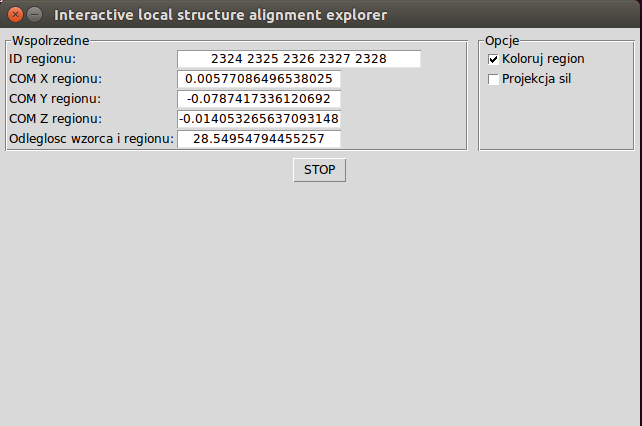 Interactive local structure alignment explorer
Wspolrzedne
ID regionu: 2324 2325 2326 2327 2328
COM X regionu: 0.00577086496538025
COM Y regionu: -0.0787417336120692
COM Z regionu: -0.014053265637093148
Odleglosc wzorca i regionu: 28.54954794455257
Opcje
Koloruj region
Projekcja sil
STOP